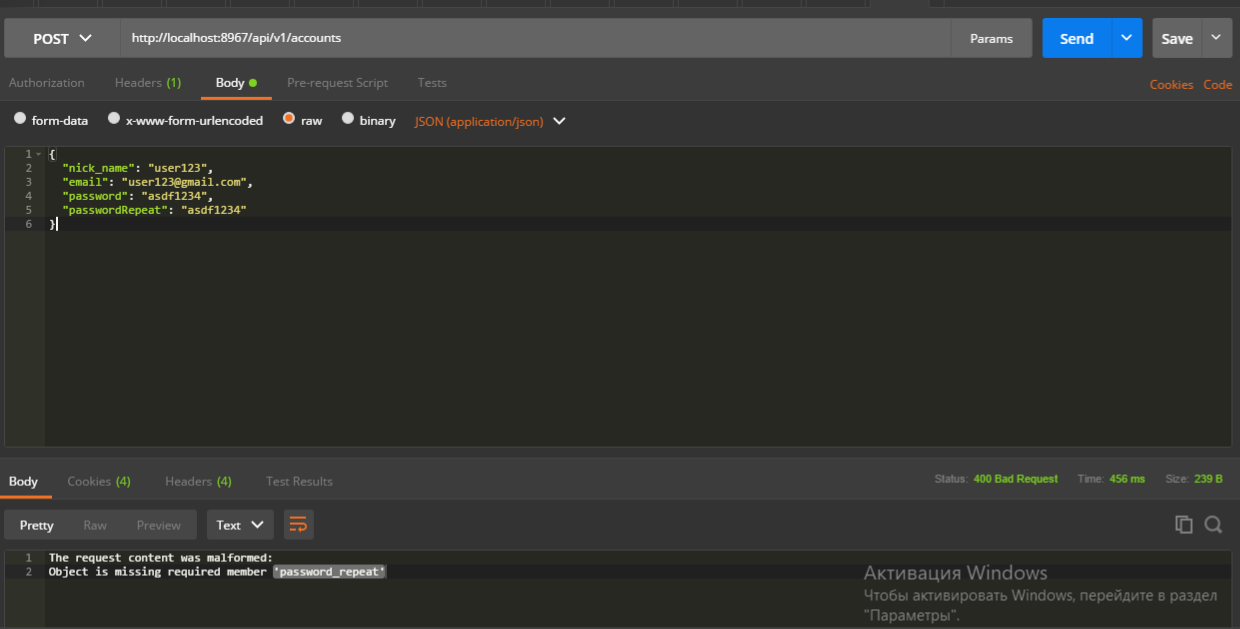 POST
http://localhost:8967/api/v1/accounts
Params
Send
Save
Authorization
Headers (1)
Body
Pre-request Script
Tests
Cookies
Code
form-data
x-www-form-urlencoded
raw
binary
JSON (application/json)
1 {
2 "nick_name": "user123",
3 "email": "user123@gmail.com",
4 "password": "asdf1234",
5 "passwordRepeat": "asdf1234"
6 }
Body
Cookies (4)
Headers (4)
Test Results
Status: 400 Bad Request
Time: 456 ms
Size: 239 B
Pretty
Raw
Preview
Text
1 The request content was malformed:
2 Object is missing required member 'password_repeat'
Активация Windows
Чтобы активировать Windows, перейдите в раздел
"Параметры".